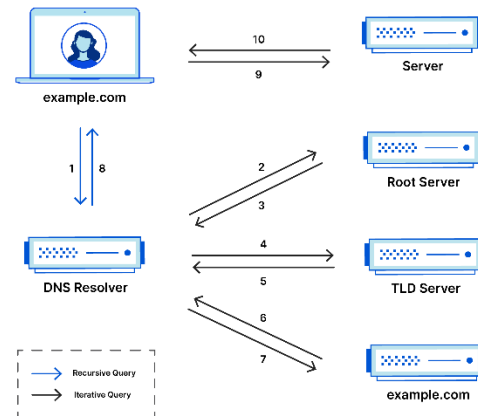 10
9
example.com
Server
1
8
2
3
Root Server
4
5
DNS Resolver
TLD Server
6
7
Recursive Query
Iterative Query
example.com